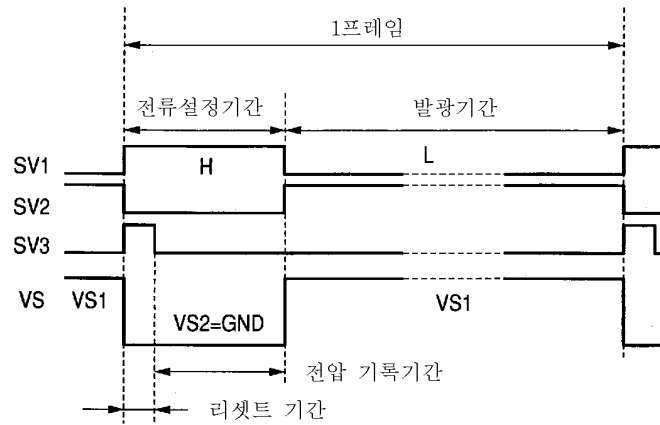 1프레임
전류설정기간
발광기간
SV1
H
L
SV2
SV3
VS
VS1
VS2=GND
VS1
전압 기록기간
리셋트 기간